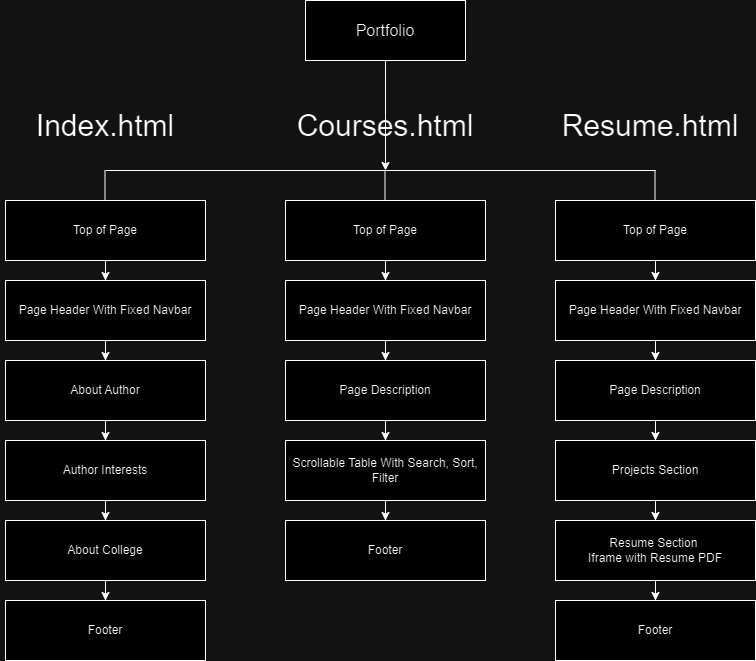 Portfolio
Index.html
Courses.html
Resume.html
Top of Page
Top of Page
Top of Page
Page Header With Fixed Navbar
Page Header With Fixed Navbar
Page Header With Fixed Navbar
About Author
Page Description
Page Description
Author Interests
Scrollable Table With Search, Sort,
Filter
Projects Section
About College
Footer
Resume Section
Iframe with Resume PDF
Footer
Footer